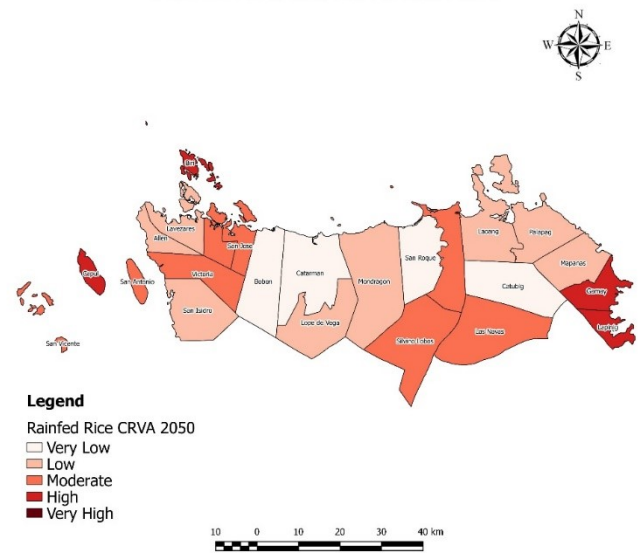 N
W E
S
Biri
Lavezares
Allen
San Jose
Capul
San Antonio
Victoria
Bobon
Catarman
San Roque
Laoang
Palapag
Mapanas
Mondragon
Catubig
Gamay
San Isidro
Lope de Vega
Lapinig
San Vicente
Silvino Lobos
Las Navas
Legend
Rainfed Rice CRVA 2050
Very Low
Low
Moderate
High
Very High
10 0 10 20 30 40 km